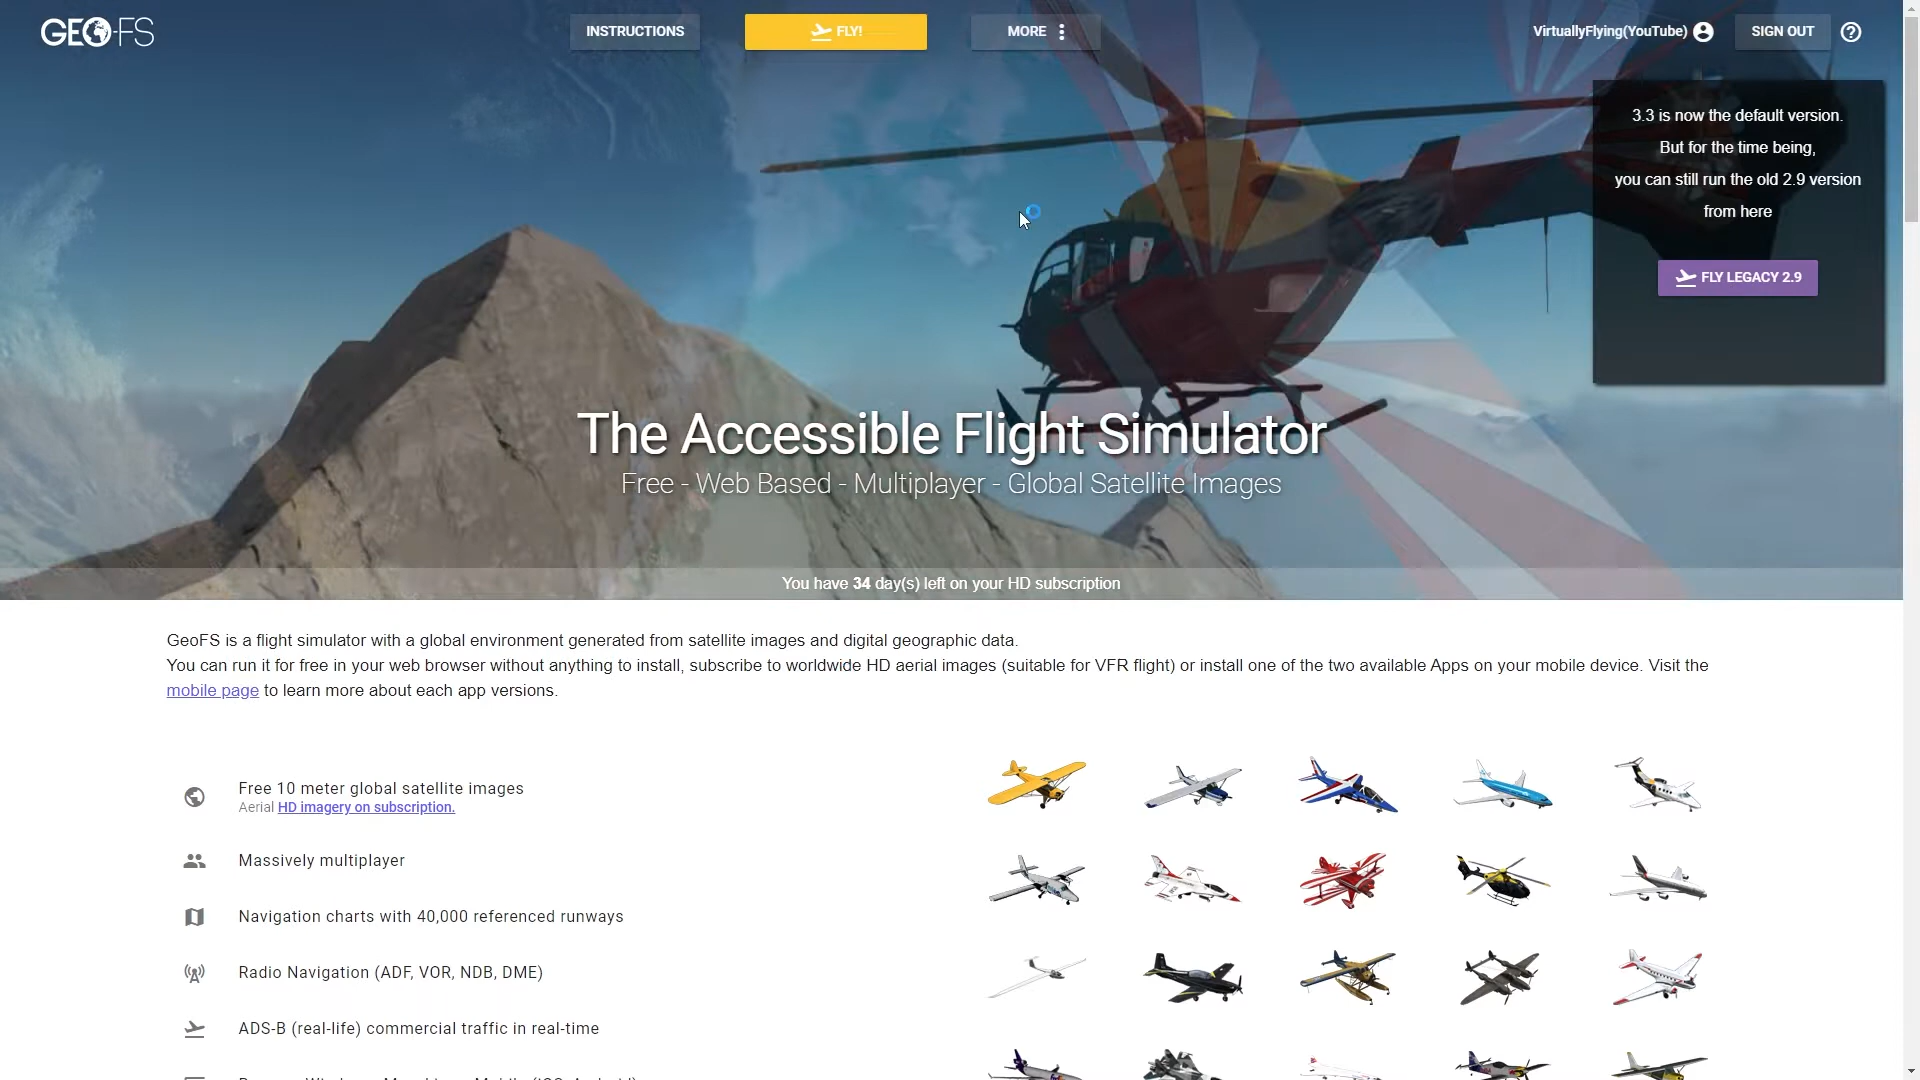 GEO-FS
INSTRUCTIONS
FLY!
MORE
VirtuallyFlying(YouTube)
SIGN OUT
3.3 is now the default version.
But for the time being,
you can still run the old 2.9 version
from here
FLY LEGACY 2.9
The Accessible Flight Simulator
Free - Web Based - Multiplayer - Global Satellite Images
You have 34 day(s) left on your HD subscription
GeoFS is a flight simulator with a global environment generated from satellite images and digital geographic data.
You can run it for free in your web browser without anything to install, subscribe to worldwide HD aerial images (suitable for VFR flight) or install one of the two available Apps on your mobile device. Visit the
mobile page to learn more about each app versions.
Free 10 meter global satellite images
Aerial HD imagery on subscription.
Massively multiplayer
Navigation charts with 40,000 referenced runways
Radio Navigation (ADF, VOR, NDB, DME)
ADS-B (real-life) commercial traffic in real-time